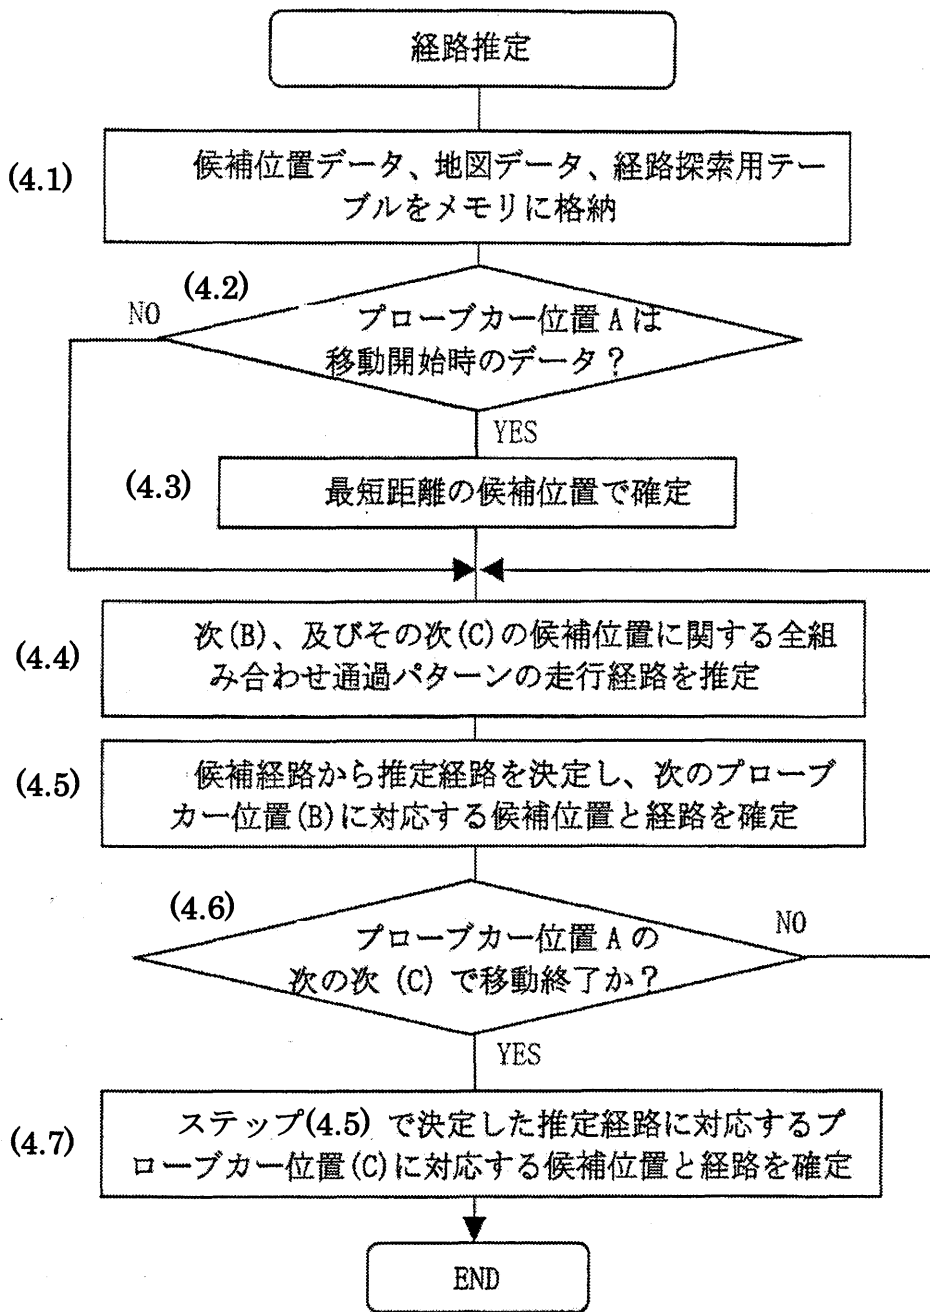 経路推定
(4.1)
候補位置データ、地図データ、経路探索用テー
ブルをメモリに格納
(4.2)
NO
プローブカー位置 A は
移動開始時のデータ？
YES
(4.3)
最短距離の候補位置で確定
(4.4)
次(B)、及びその次(C)の候補位置に関する全組
み合わせ通過パターンの走行経路を推定
(4.5)
候補経路から推定経路を決定し、次のプローブ
カー位置(B)に対応する候補位置と経路を確定
(4.6)
NO
プローブカー位置 A の
次の次 (C) で移動終了か？
YES
(4.7)
ステップ(4.5) で決定した推定経路に対応するプ
ローブカー位置(C)に対応する候補位置と経路を確定
END